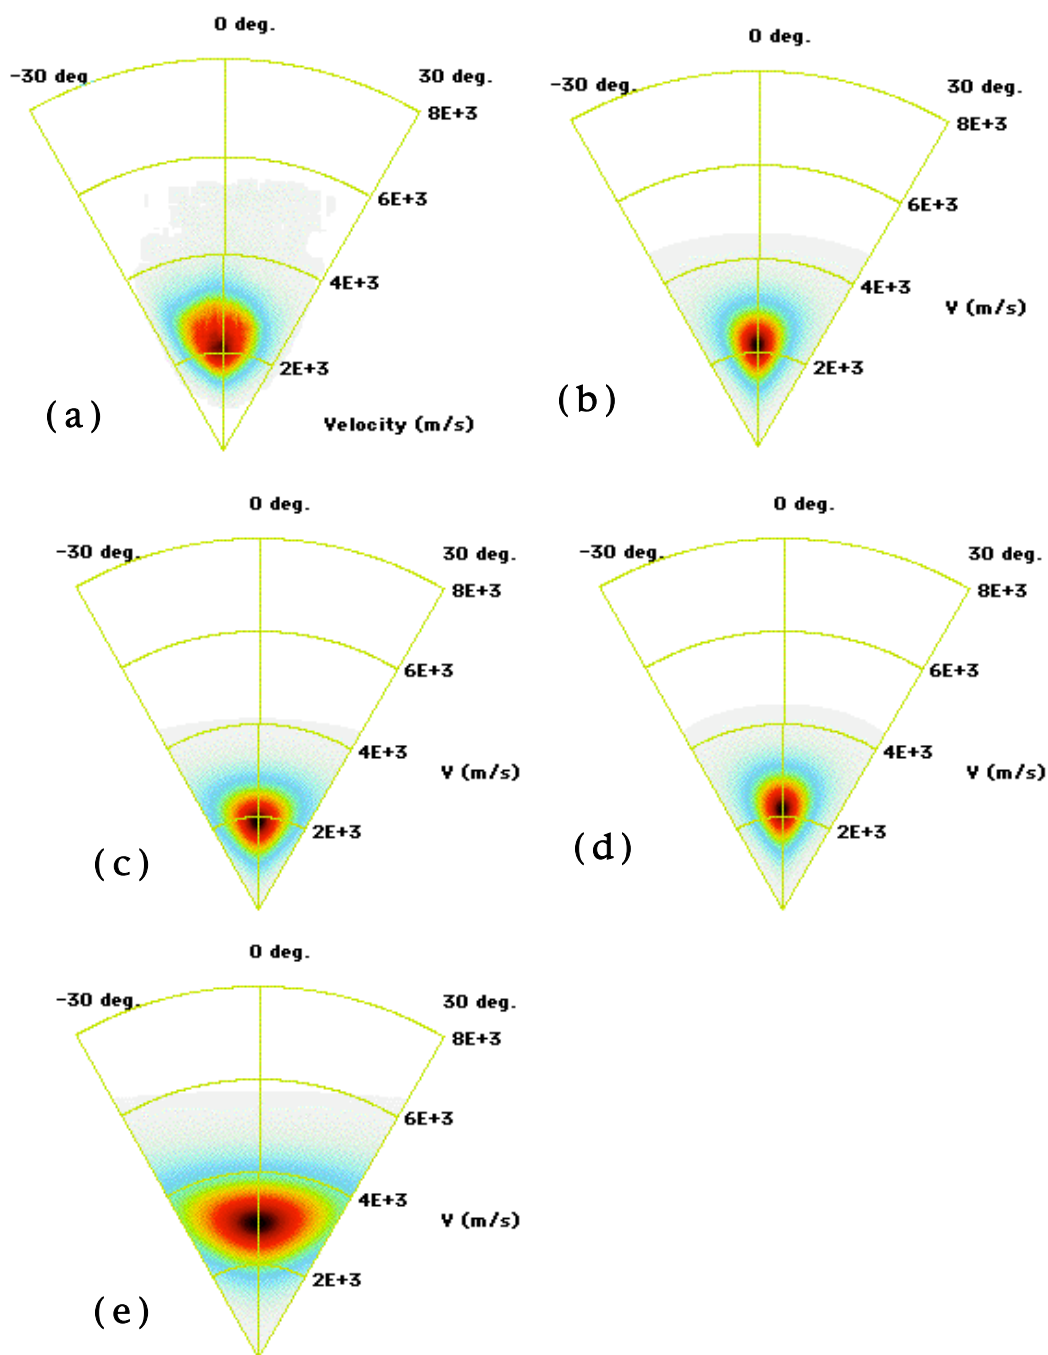 0 deg.
-30 deg
30 deg.
8E+3
6E+3
4E+3
2E+3
(a)
Velocity (m/s)
0 deg.
-30 deg.
30 deg.
8E+3
6E+3
4E+3
V (m/s)
2E+3
(b)
0 deg.
-30 deg.
30 deg.
8E+3
6E+3
4E+3
V (m/s)
2E+3
(c)
0 deg.
-30 deg.
30 deg.
8E+3
6E+3
4E+3
V (m/s)
2E+3
(d)
0 deg.
-30 deg.
30 deg.
8E+3
6E+3
4E+3
V (m/s)
2E+3
(e)